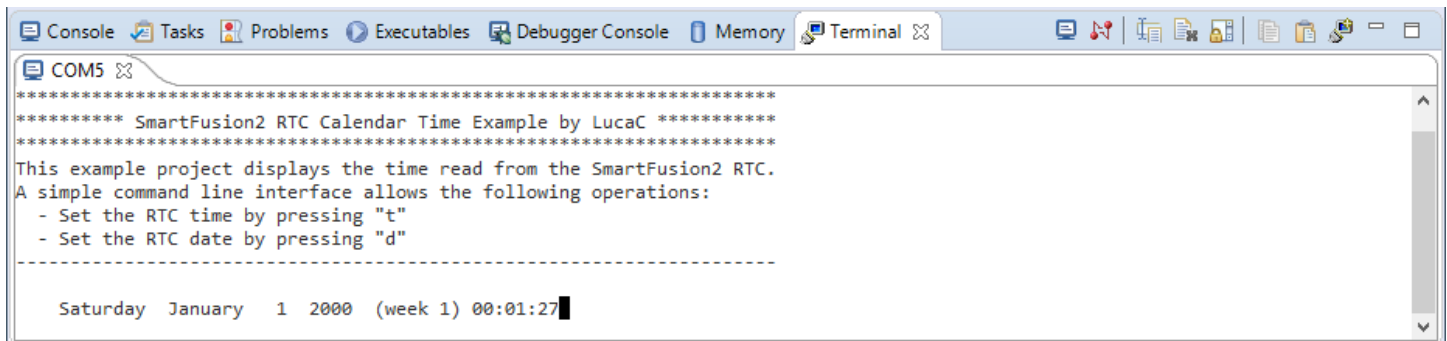 Console Tasks Problems Executables Debugger Console Memory Terminal
COM5
**********************************************************************
********** SmartFusion2 RTC Calendar Time Example by LucaC ***********
**********************************************************************
This example project displays the time read from the SmartFusion2 RTC.
A simple command line interface allows the following operations:
  - Set the RTC time by pressing "t"
  - Set the RTC date by pressing "d"
----------------------------------------------------------------------
    Saturday  January   1  2000  (week 1) 00:01:27